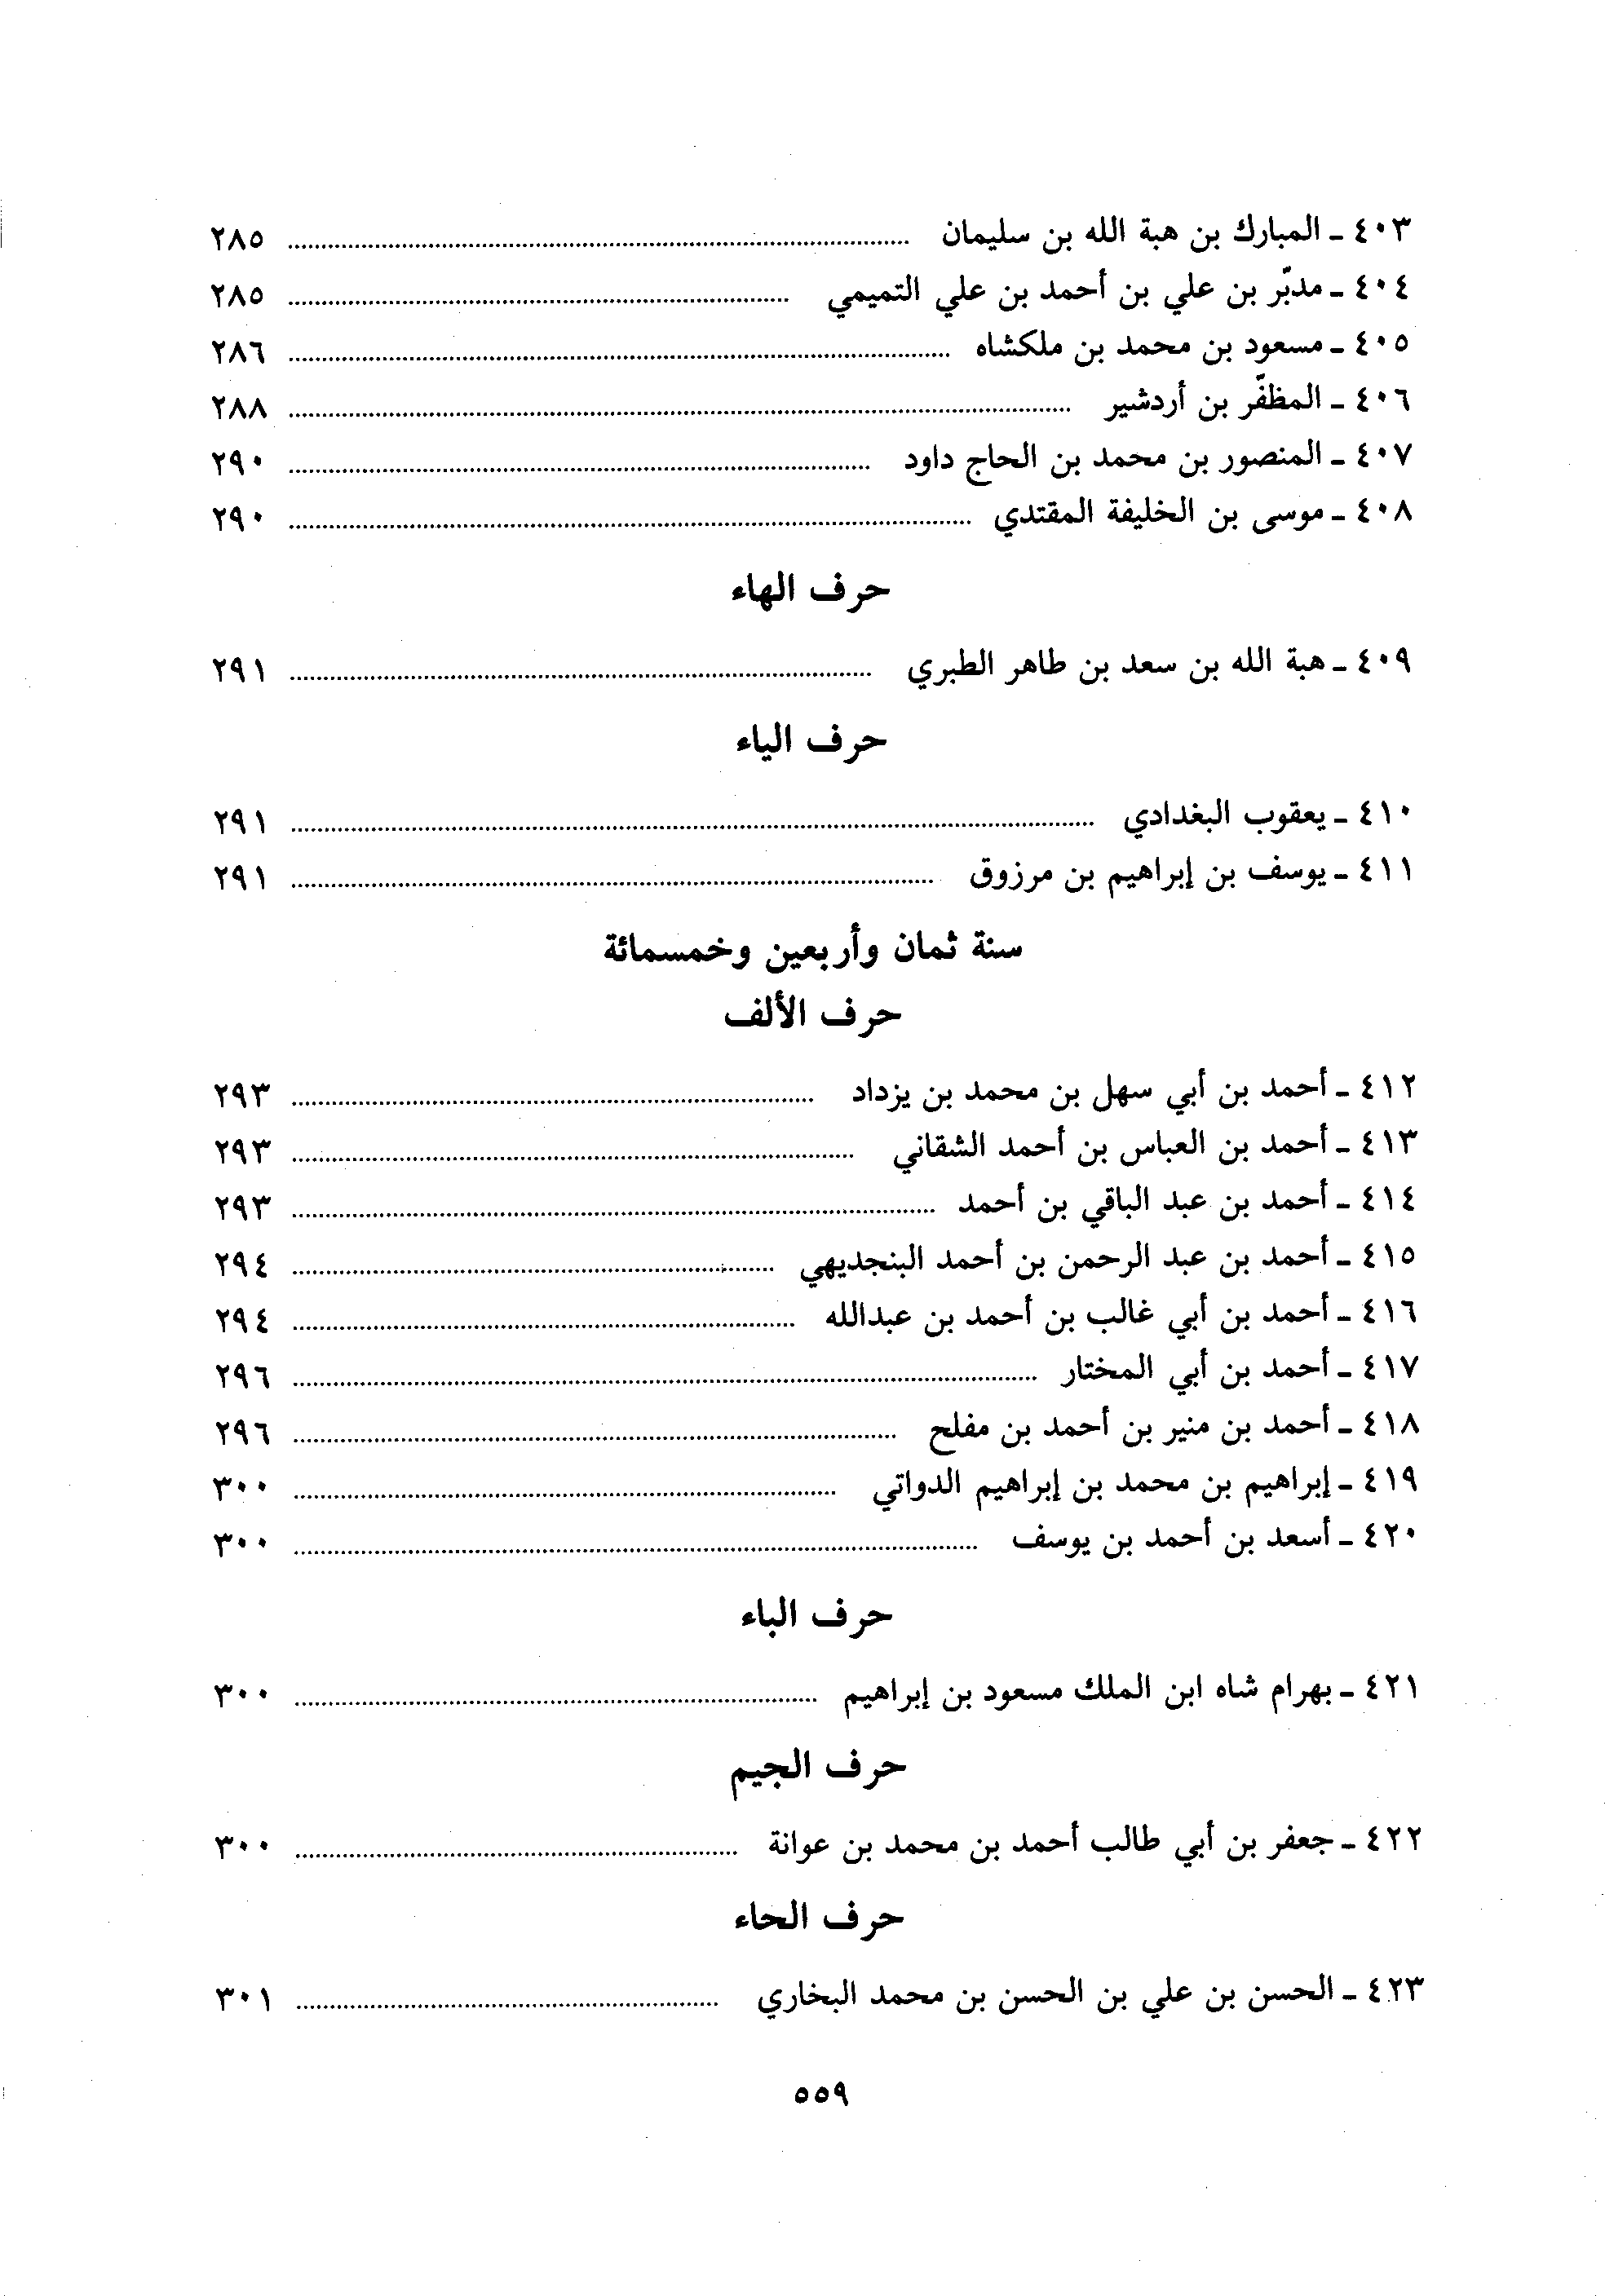 ٤٠٣ - المبارك بن هبة الله بن سليمان ........ ٢٨٥
٤٠٤ - مدبّر بن علي بن أحمد بن علي التميمي ........ ٢٨٥
٤٠٥ - مسعود بن محمد بن ملكشاه ........ ٢٨٦
٤٠٦ - المظفّر بن أردشير ........ ٢٨٨
٤٠٧ - المنصور بن محمد بن الحاج داود ........ ٢٩٠
٤٠٨ - موسى بن الخليفة المقتدي ........ ٢٩٠
حرف الهاء
٤٠٩ - هبة الله بن سعد بن طاهر الطبري ........ ٢٩١
حرف الياء
٤١٠ - يعقوب البغدادي ........ ٢٩١
٤١١ - يوسف بن إبراهيم بن مرزوق ........ ٢٩١
سنة ثمان وأربعين وخمسمائة
حرف الألف
٤١٢ - أحمد بن أبي سهل بن محمد بن يزداد ........ ٢٩٣
٤١٣ - أحمد بن العباس بن أحمد الشقاني ........ ٢٩٣
٤١٤ - أحمد بن عبد الباقي بن أحمد ........ ٢٩٣
٤١٥ - أحمد بن عبد الرحمن بن أحمد البنجديهي ........ ٢٩٤
٤١٦ - أحمد بن أبي غالب بن أحمد بن عبدالله ........ ٢٩٤
٤١٧ - أحمد بن أبي المختار ........ ٢٩٦
٤١٨ - أحمد بن منير بن أحمد بن مفلح ........ ٢٩٦
٤١٩ - إبراهيم بن محمد بن إبراهيم الدواتي ........ ٣٠٠
٤٢٠ - أسعد بن أحمد بن يوسف ........ ٣٠٠
حرف الباء
٤٢١ - بهرام شاه ابن الملك مسعود بن إبراهيم ........ ٣٠٠
حرف الجيم
٤٢٢ - جعفر بن أبي طالب أحمد بن محمد بن عوانة ........ ٣٠٠
حرف الحاء
٤٢٣ - الحسن بن علي بن الحسن بن محمد البخاري ........ ٣٠١
٥٥٩